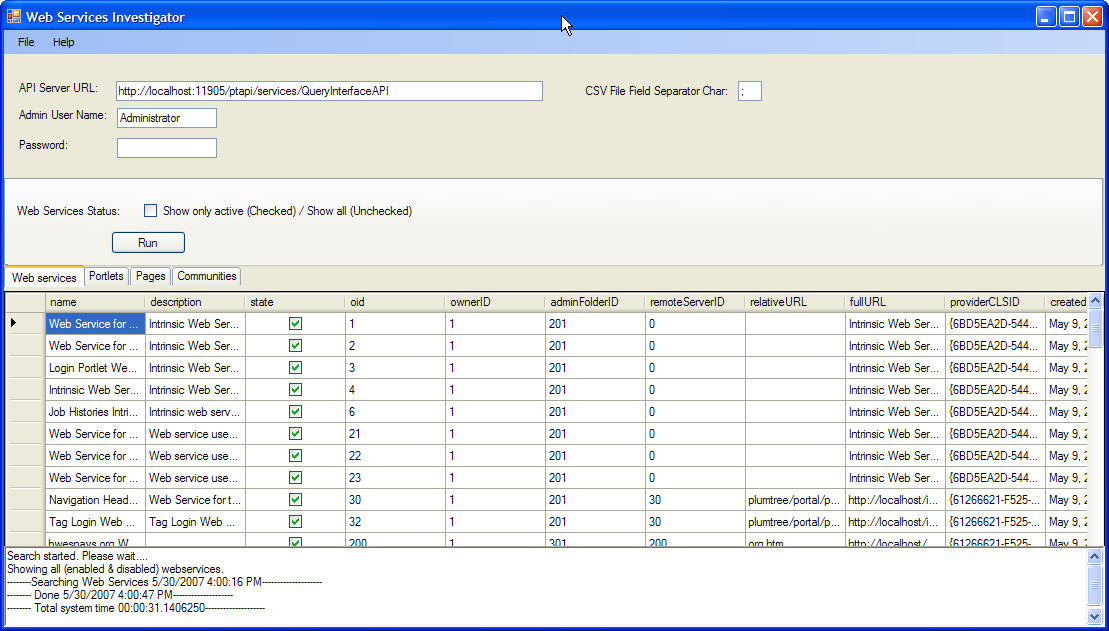 Web Services Investigator
File Help
API Server URL: http://localhost:11905/ptapi/services/QueryInterfaceAPI CSV File Field Separator Char: ;
Admin User Name: Administrator
Password:
Web Services Status: Show only active (Checked) / Show all (Unchecked)
Run
Web services Portlets Pages Communities
name description state oid ownerID adminFolderID remoteServerID relativeURL fullURL providerCLSID created
Web Service for ... Intrinsic Web Ser... 1 1 201 0 Intrinsic Web Ser... {6BD5EA2D-544... May 9, 2
Web Service for ... Intrinsic Web Ser... 2 1 201 0 Intrinsic Web Ser... {6BD5EA2D-544... May 9, 2
Login Portlet We... Intrinsic Web Ser... 3 1 201 0 Intrinsic Web Ser... {6BD5EA2D-544... May 9, 2
Intrinsic Web Ser... Intrinsic Web Ser... 4 1 201 0 Intrinsic Web Ser... {6BD5EA2D-544... May 9, 2
Job Histories Intri... Intrinsic web serv... 6 1 201 0 Intrinsic Web Ser... {6BD5EA2D-544... May 9, 2
Web Service for ... Web service use... 21 1 201 0 Intrinsic Web Ser... {6BD5EA2D-544... May 9, 2
Web Service for ... Web service use... 22 1 201 0 Intrinsic Web Ser... {6BD5EA2D-544... May 9, 2
Web Service for ... Web service use... 23 1 201 0 Intrinsic Web Ser... {6BD5EA2D-544... May 9, 2
Navigation Head... Web Service for t... 30 1 201 30 plumtree/portal/p... http://localhost/i... {61266621-F525-... May 9, 2
Tag Login Web ... Tag Login Web ... 32 1 201 30 plumtree/portal/p... http://localhost/i... {61266621-F525-... May 9, 2
200 1 301 200 org.htm http://localhost/ {61266621-F525-... May 9, 2
Search started. Please wait....
Showing all (enabled & disabled) webservices.
--------Searching Web Services 5/30/2007 4:00:16 PM--------------------
-------- Done 5/30/2007 4:00:47 PM--------------------
-------- Total system time 00:00:31.1406250--------------------